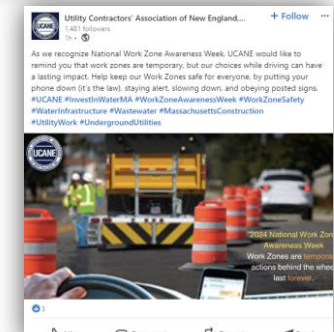 Utility Contractors' Association of New England,...
+ Follow
1,481 followers
1h •
As we recognize National Work Zone Awareness Week, UCANE would like to
remind you that work zones are temporary, but our choices while driving can have
a lasting impact. Help keep our Work Zones safe for everyone, by putting your
phone down (it's the law), staying alert, slowing down, and obeying posted signs.
#UCANE #InvestInWaterMA #WorkZoneAwarenessWeek #WorkZoneSafety
#WaterInfrastructure #Wastewater #MassachusettsConstruction
#UtilityWork #UndergroundUtilities
UCANE
2024 National Work Zon
Awareness Week
Work Zones are tempora
actions behind the whee
last forever.